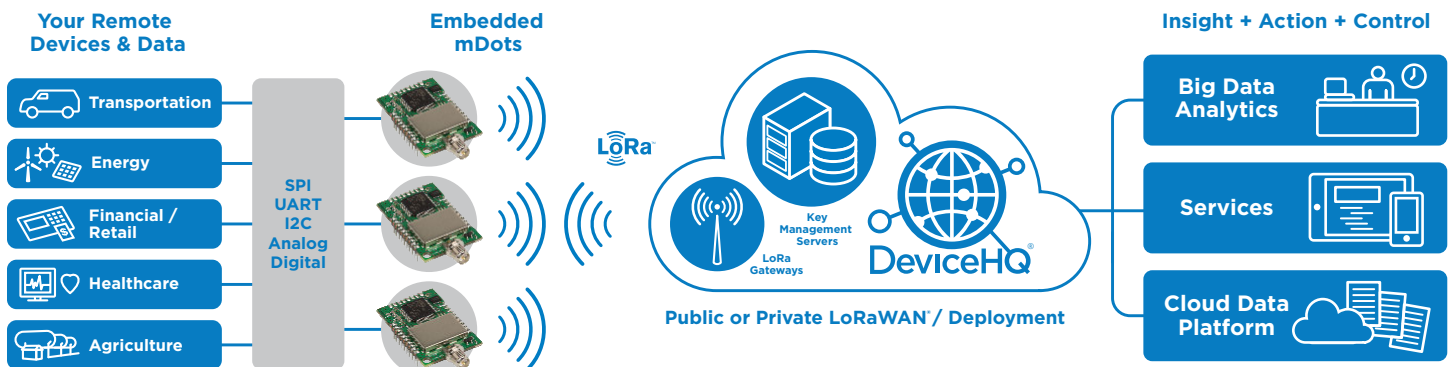 Your Remote
Devices & Data
Transportation
Energy
Financial /
Retail
Healthcare
Agriculture
SPI
UART
I2C
Analog
Digital
Embedded
mDots
LoRa™
LoRa
Gateways
Key
Management
Servers
DeviceHQ®
Public or Private LoRaWAN®/ Deployment
Insight + Action + Control
Big Data
Analytics
Services
Cloud Data
Platform